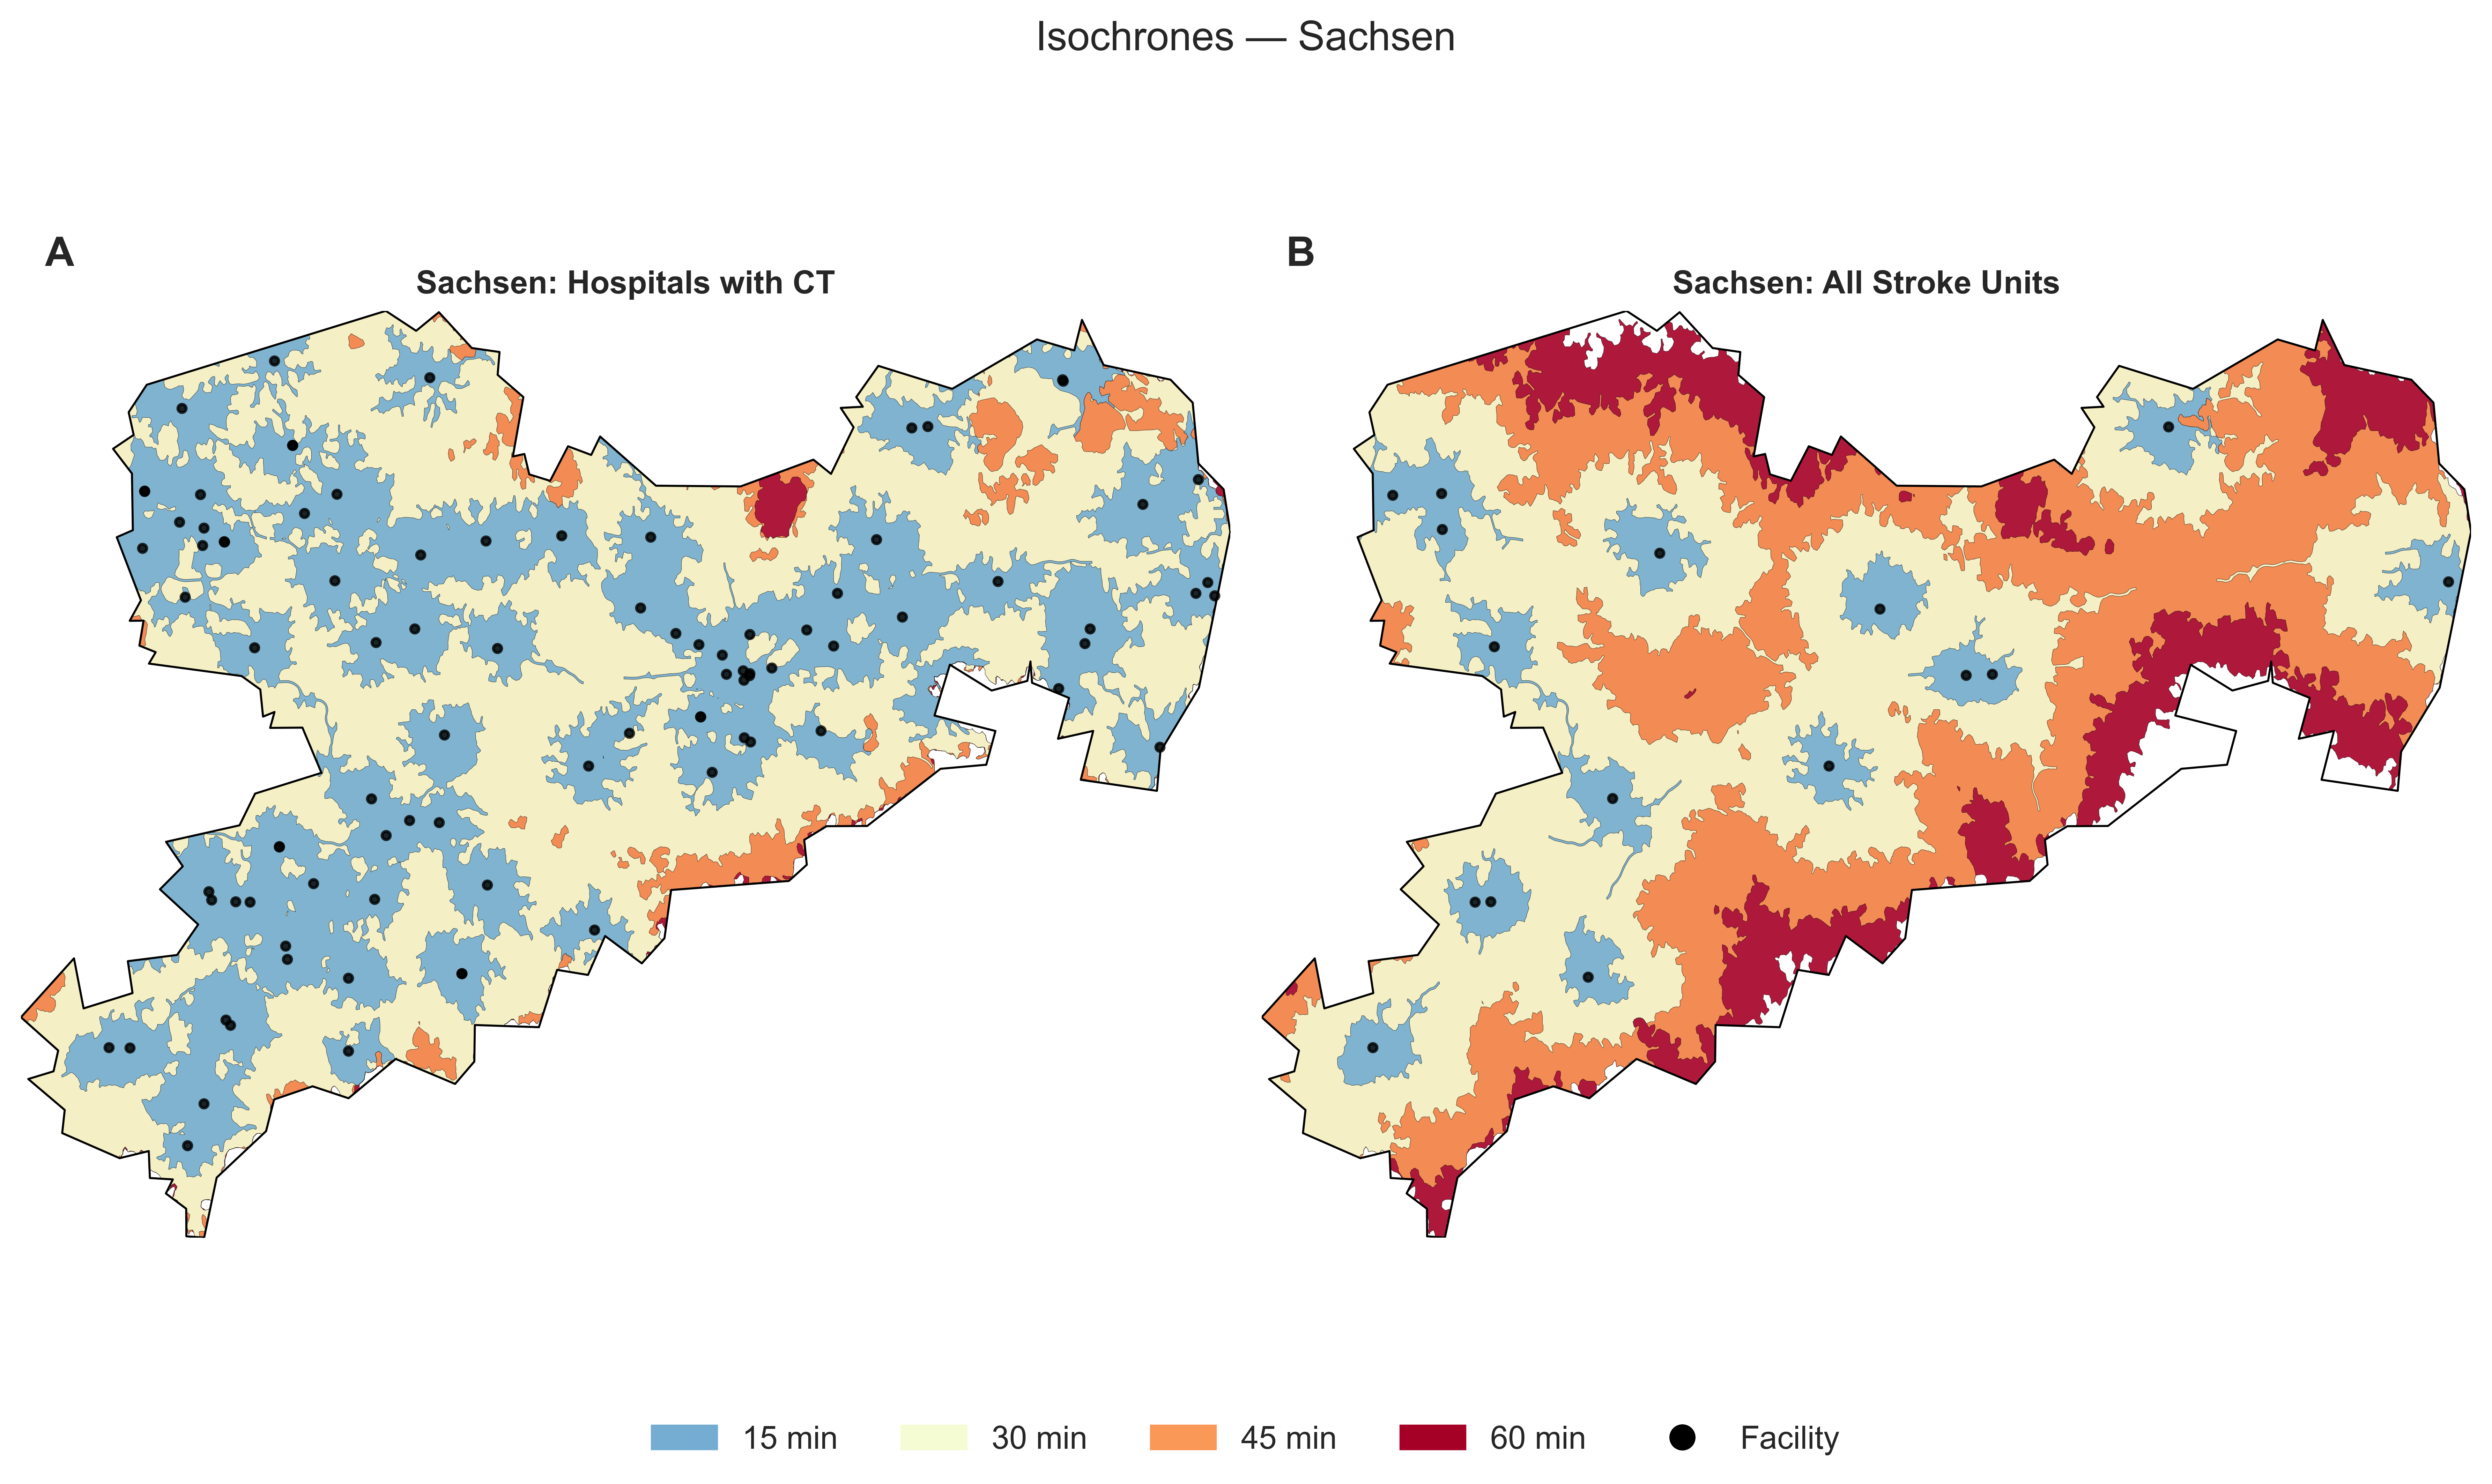 Isochrones — Sachsen
A
Sachsen: Hospitals with CT
B
Sachsen: All Stroke Units
15 min
30 min
45 min
60 min
Facility